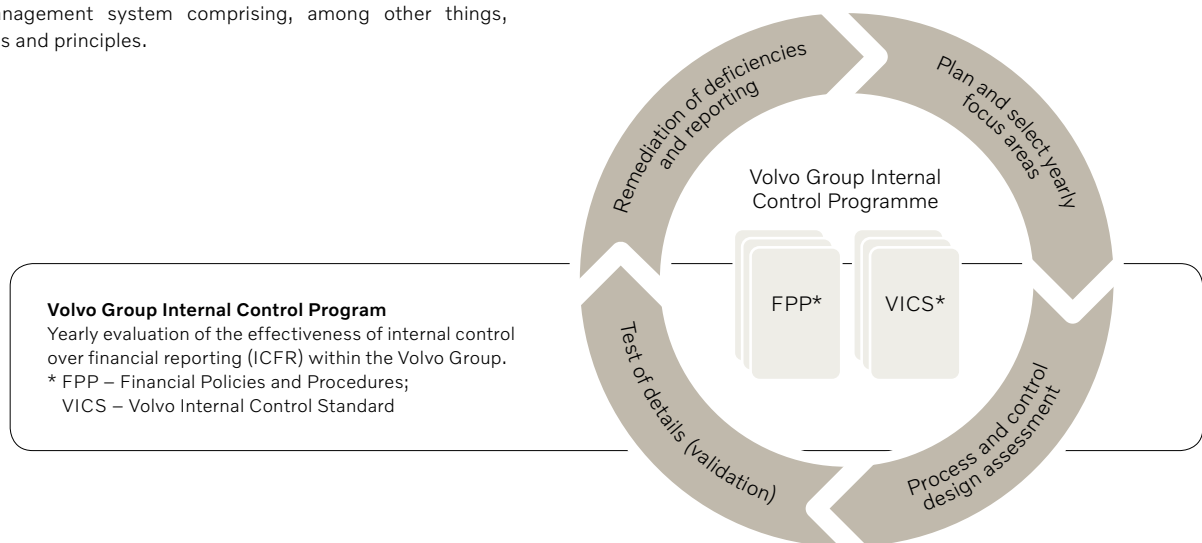 nagement system comprising, among other things,
s and principles.
Remediation of deficiencies
and reporting
Plan and select yearly
focus areas
Volvo Group Internal
Control Programme
FPP*
VICS*
Volvo Group Internal Control Program
Yearly evaluation of the effectiveness of internal control
over financial reporting (ICFR) within the Volvo Group.
* FPP – Financial Policies and Procedures;
VICS – Volvo Internal Control Standard
Test of details (validation)
Process and control
design assessment